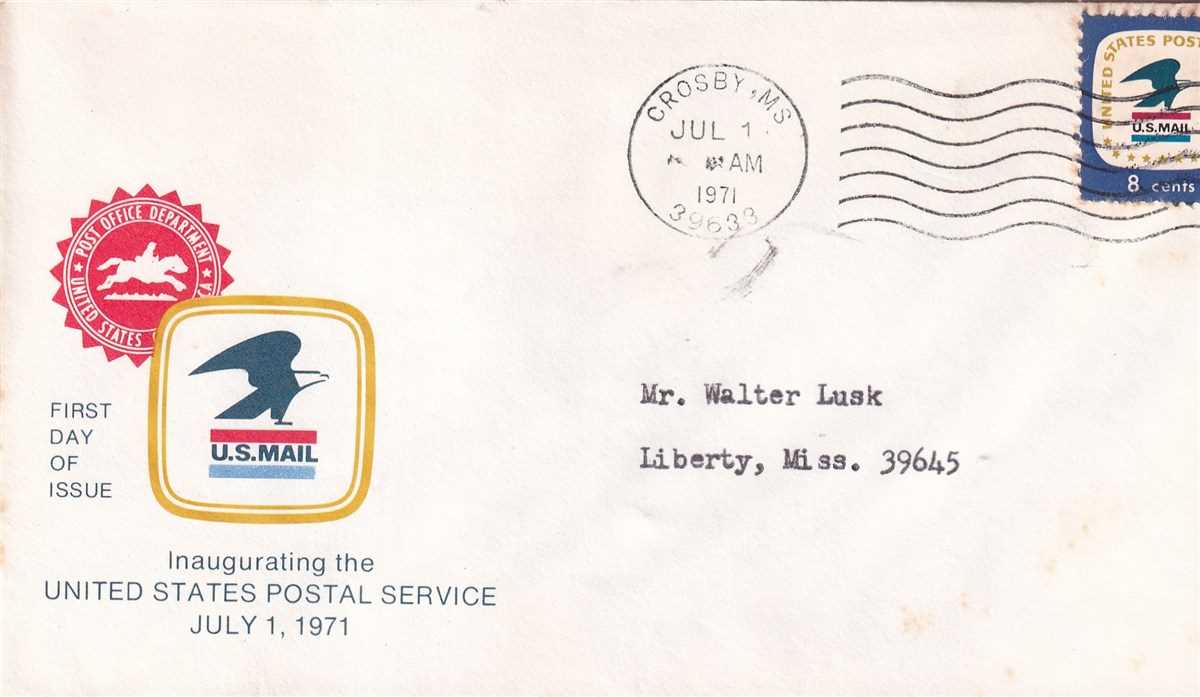 CROSBY, MS
JUL 1
AM
1971
39633
UNITED STATES POST
U.S. MAIL
8 cents
POST OFFICE DEPARTMENT
UNITED STATES
FIRST
DAY
OF
ISSUE
U.S.MAIL
Inaugurating the
UNITED STATES POSTAL SERVICE
JULY 1, 1971
Mr. Walter Lusk
Liberty, Miss. 39645